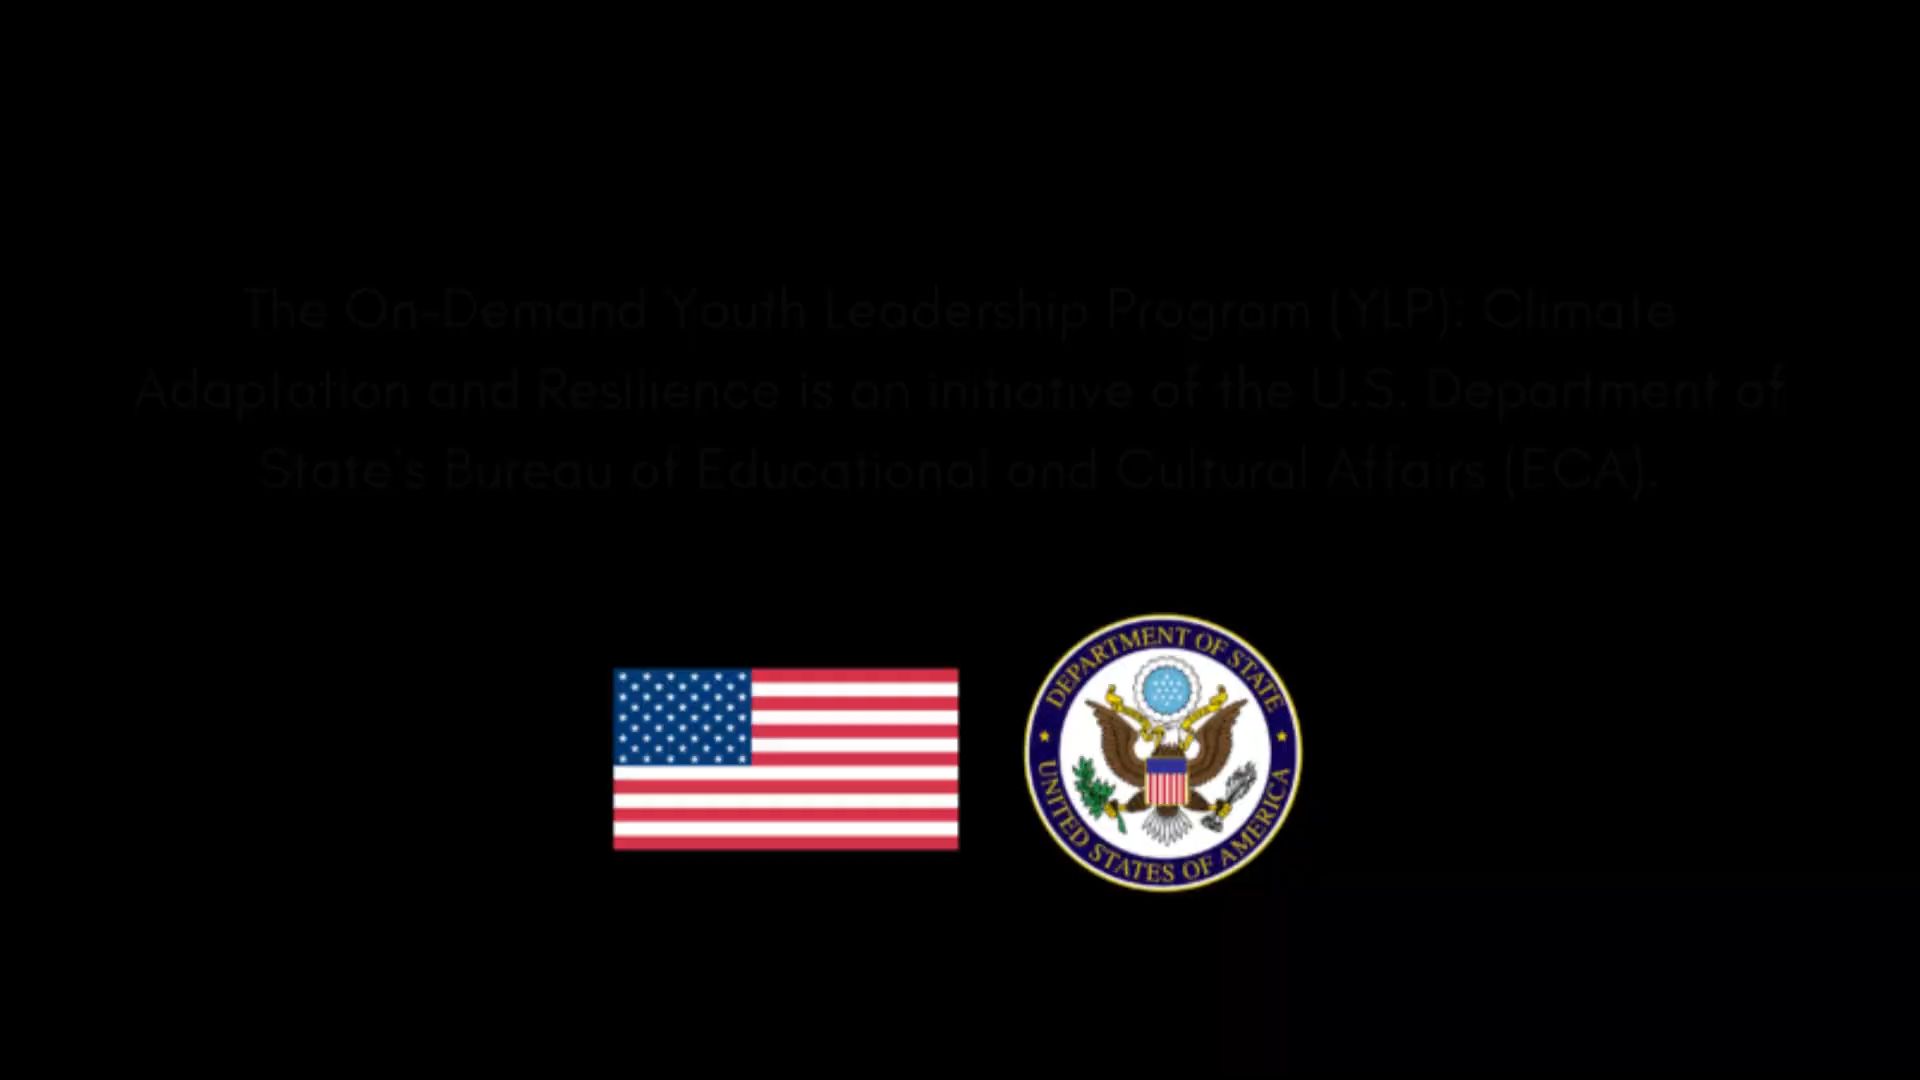 The On-Demand Youth Leadership Program (YLP): Climate
Adaptation and Resilience is an initiative of the U.S. Department of
State's Bureau of Educational and Cultural Affairs (ECA).
DEPARTMENT OF STATE
UNITED STATES OF AMERICA